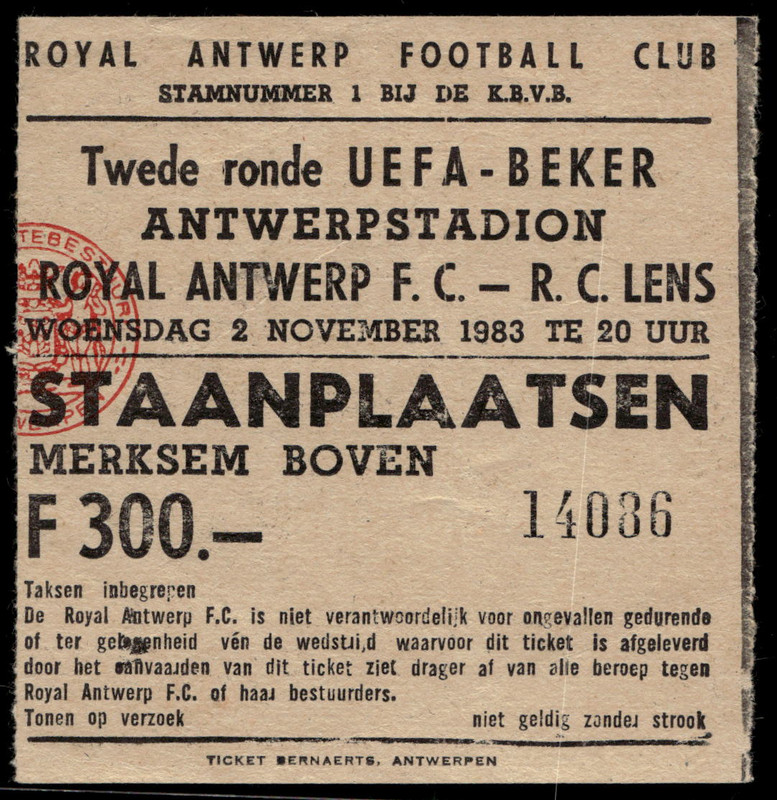 ROYAL ANTWERP FOOTBALL CLUB
STAMNUMMER 1 BIJ DE K.B.V.B.
Twede ronde UEFA-BEKER
ANTWERPSTADION
ROYAL ANTWERP F.C. – R.C. LENS
WOENSDAG 2 NOVEMBER 1983 TE 20 UUR
STAANPLAATSEN
MERKSEM BOVEN
F 300.–
14086
Taksen inbegrepen
De Royal Antwerp F.C. is niet verantwoordelijk voor ongevallen gedurende
of ter gelegenheid vén de wedstrijd waarvoor dit ticket is afgeleverd
door het aanvaarden van dit ticket ziet drager af van alle beroep tegen
Royal Antwerp F.C. of haar bestuurders.
Tonen op verzoek niet geldig zonder strook
TICKET BERNAERTS, ANTWERPEN